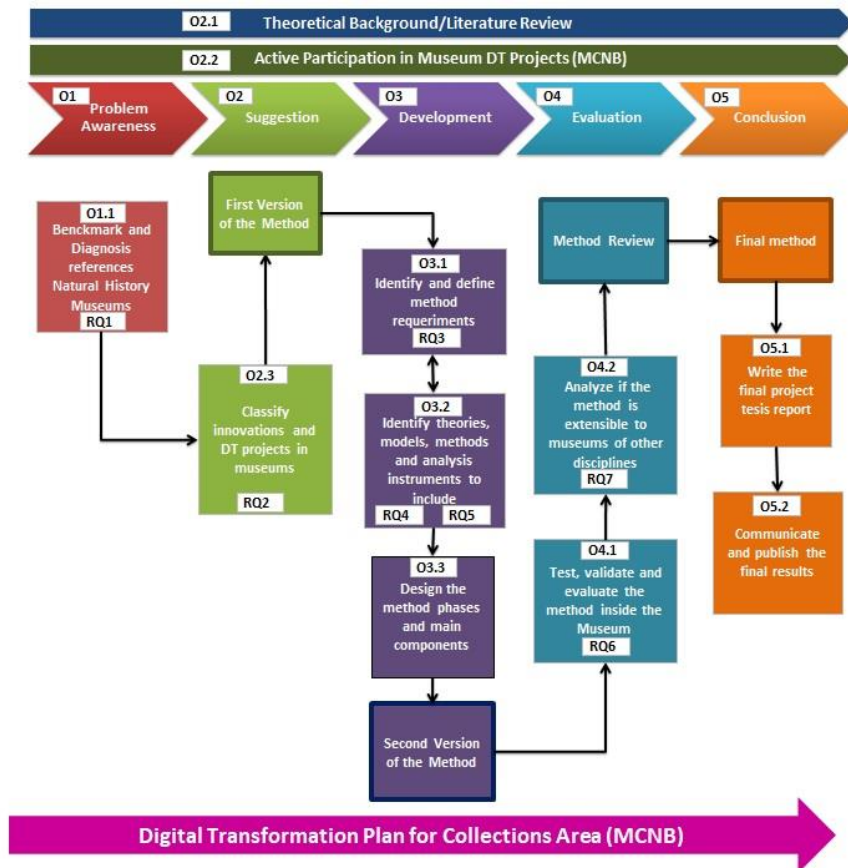 O2.1
Theoretical Background/Literature Review
O2.2
Active Participation in Museum DT Projects (MCNB)
O1
Problem
Awareness
O2
Suggestion
O3
Development
O4
Evaluation
O5
Conclusion
O1.1
Benckmark and
Diagnosis
references
Natural History
Museums
RQ1
First Version
of the Method
O2.3
Classify
innovations and
DT projects in
museums
RQ2
O3.1
Identify and define
method
requeriments
RQ3
O3.2
Identify theories,
models, methods
and analysis
instruments to
include
RQ4 RQ5
O3.3
Design the
method phases
and main
components
Second Version
of the Method
Method Review
O4.2
Analyze if the
method is
extensible to
museums of other
disciplines
RQ7
O4.1
Test, validate and
evaluate the
method inside the
Museum
RQ6
Final method
O5.1
Write the
final project
tesis report
O5.2
Communicate
and publish the
final results
Digital Transformation Plan for Collections Area (MCNB)